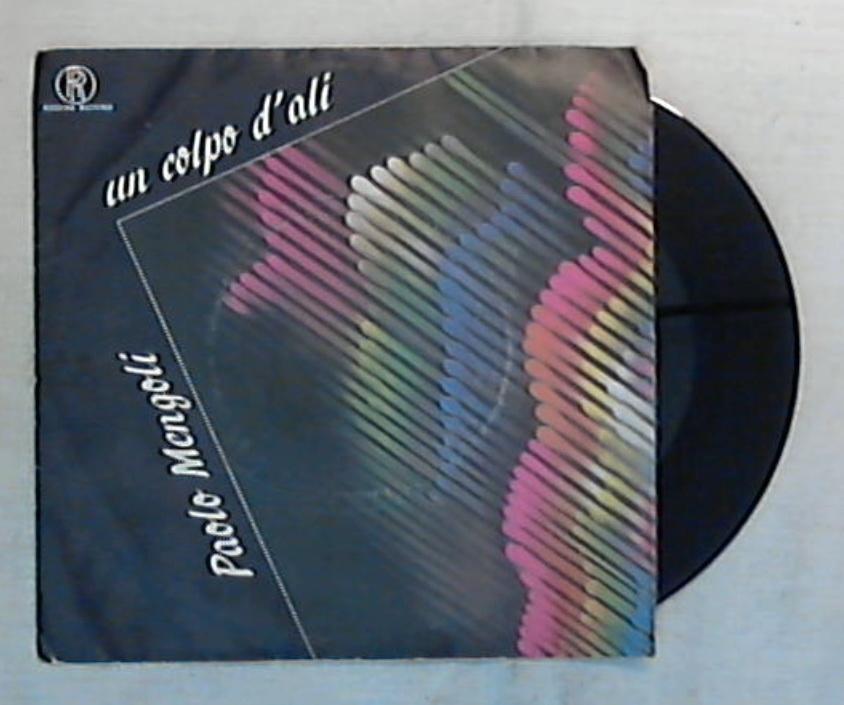 R
un colpo d'ali
Paolo Mengoli